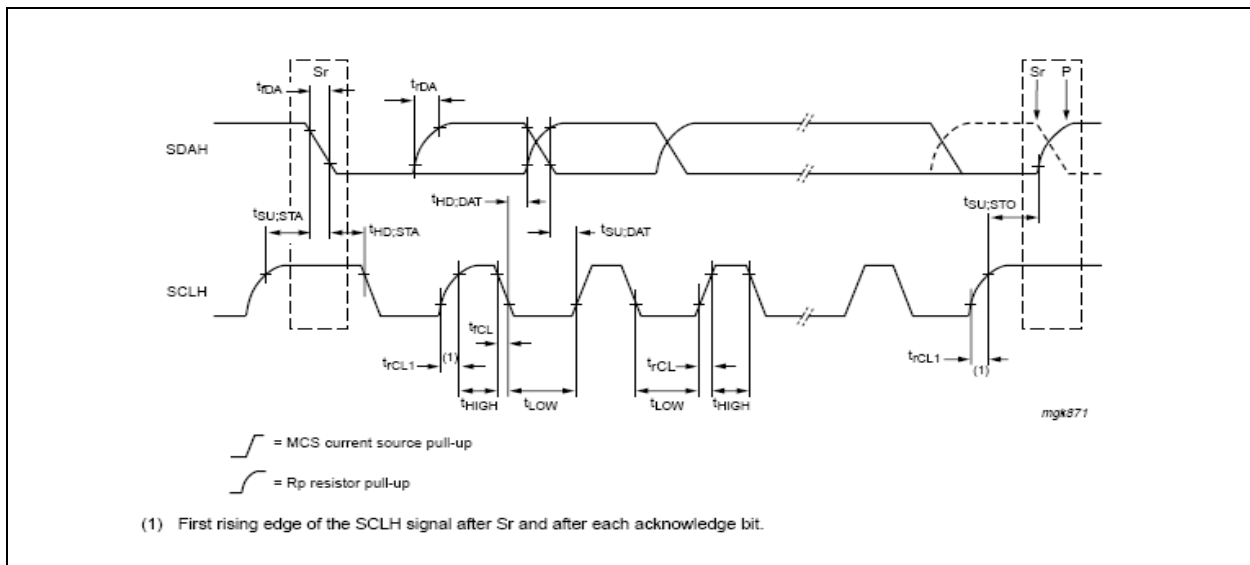 Sr
tfDA
trDA
Sr P
SDAH
tHD;DAT
tSU;STO
tSU;STA
tHD;STA
tSU;DAT
SCLH
tfCL
trCL1 (1)
trCL
trCL1
(1)
tHIGH
tLOW
tLOW
tHIGH
mgk871
= MCS current source pull-up
= Rp resistor pull-up
(1) First rising edge of the SCLH signal after Sr and after each acknowledge bit.